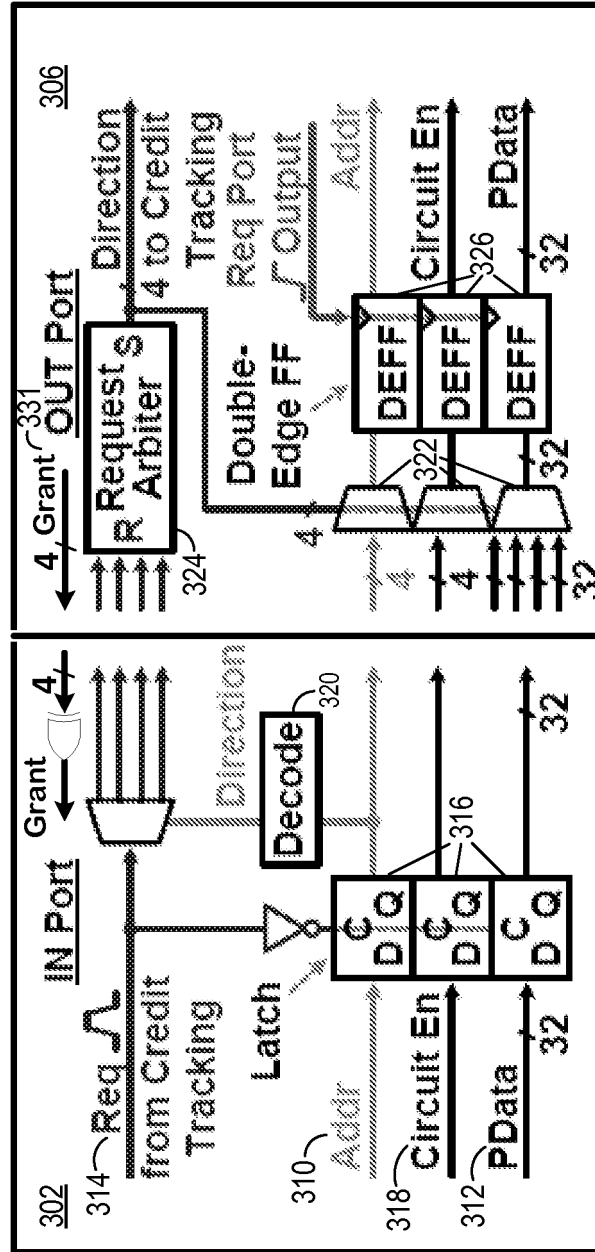 302
IN Port
Grant
4
314
Req
from Credit
Tracking
Direction
Decode
320
Latch
310
Addr
318
Circuit En
312
PData
32
C
D Q
C
D Q
C
D Q
316
32
306
4
Grant
331
OUT Port
R Request S
Arbiter
324
Direction
4 to Credit
Tracking
Req Port
Output
Double-
Edge FF
4
322
4
4
32
32
DEFF
DEFF
DEFF
326
Addr
Circuit En
PData
32